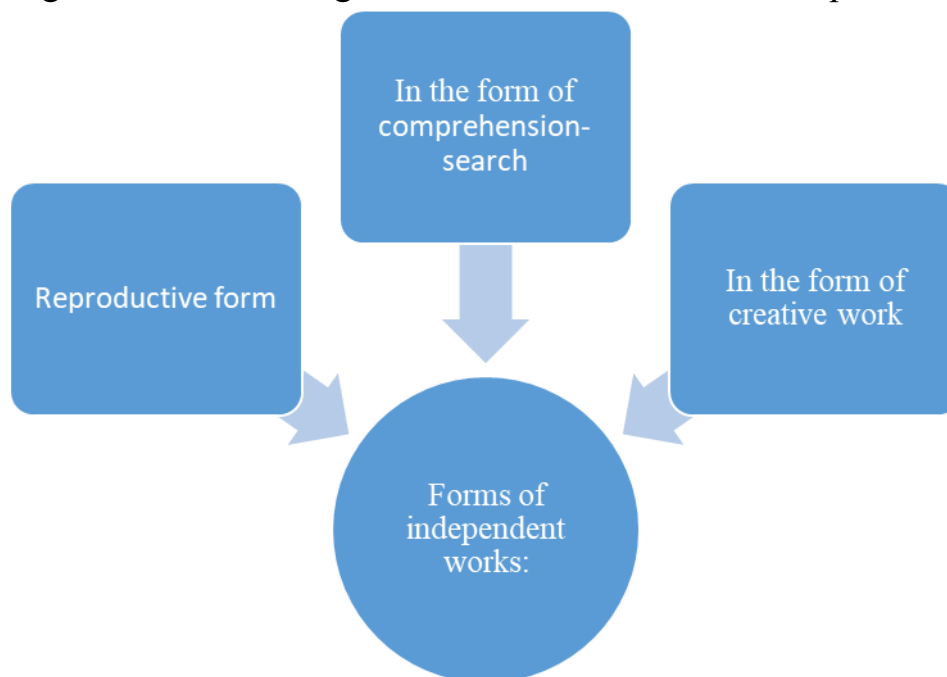 In the form of
comprehension-
search
Reproductive form
In the form of
creative work
Forms of
independent
works: